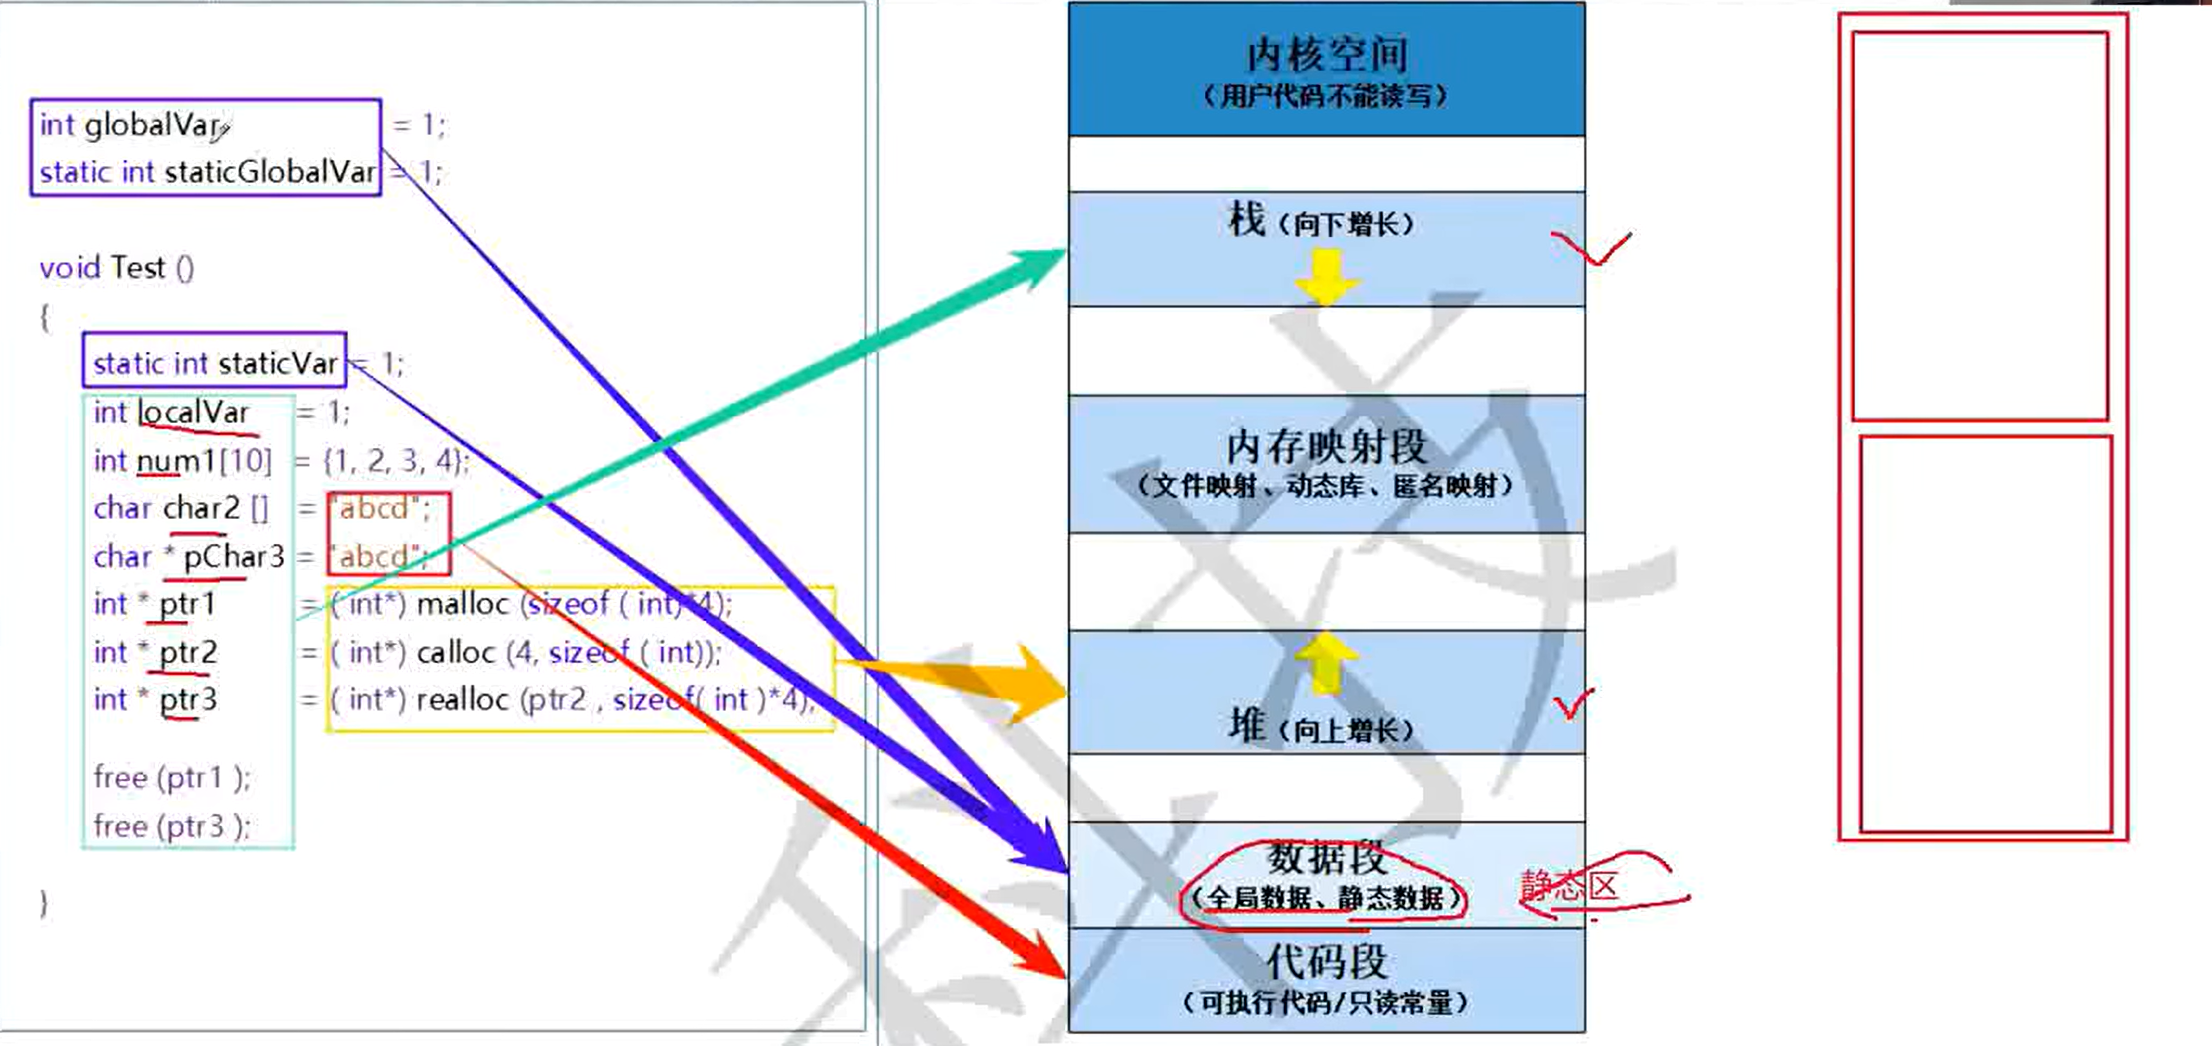 int globalVar = 1;
static int staticGlobalVar = 1;
void Test ()
{
static int staticVar = 1;
int localVar = 1;
int num1[10] = {1, 2, 3, 4};
char char2 [] = "abcd";
char * pChar3 = "abcd";
int * ptr1 = ( int*) malloc (sizeof ( int)*4);
int * ptr2 = ( int*) calloc (4, sizeof ( int));
int * ptr3 = ( int*) realloc (ptr2 , sizeof( int )*4);
free (ptr1 );
free (ptr3 );
}
内核空间
（用户代码不能读写）
栈（向下增长）
内存映射段
（文件映射、动态库、匿名映射）
堆（向上增长）
数据段
（全局数据、静态数据）
静态区
代码段
（可执行代码/只读常量）